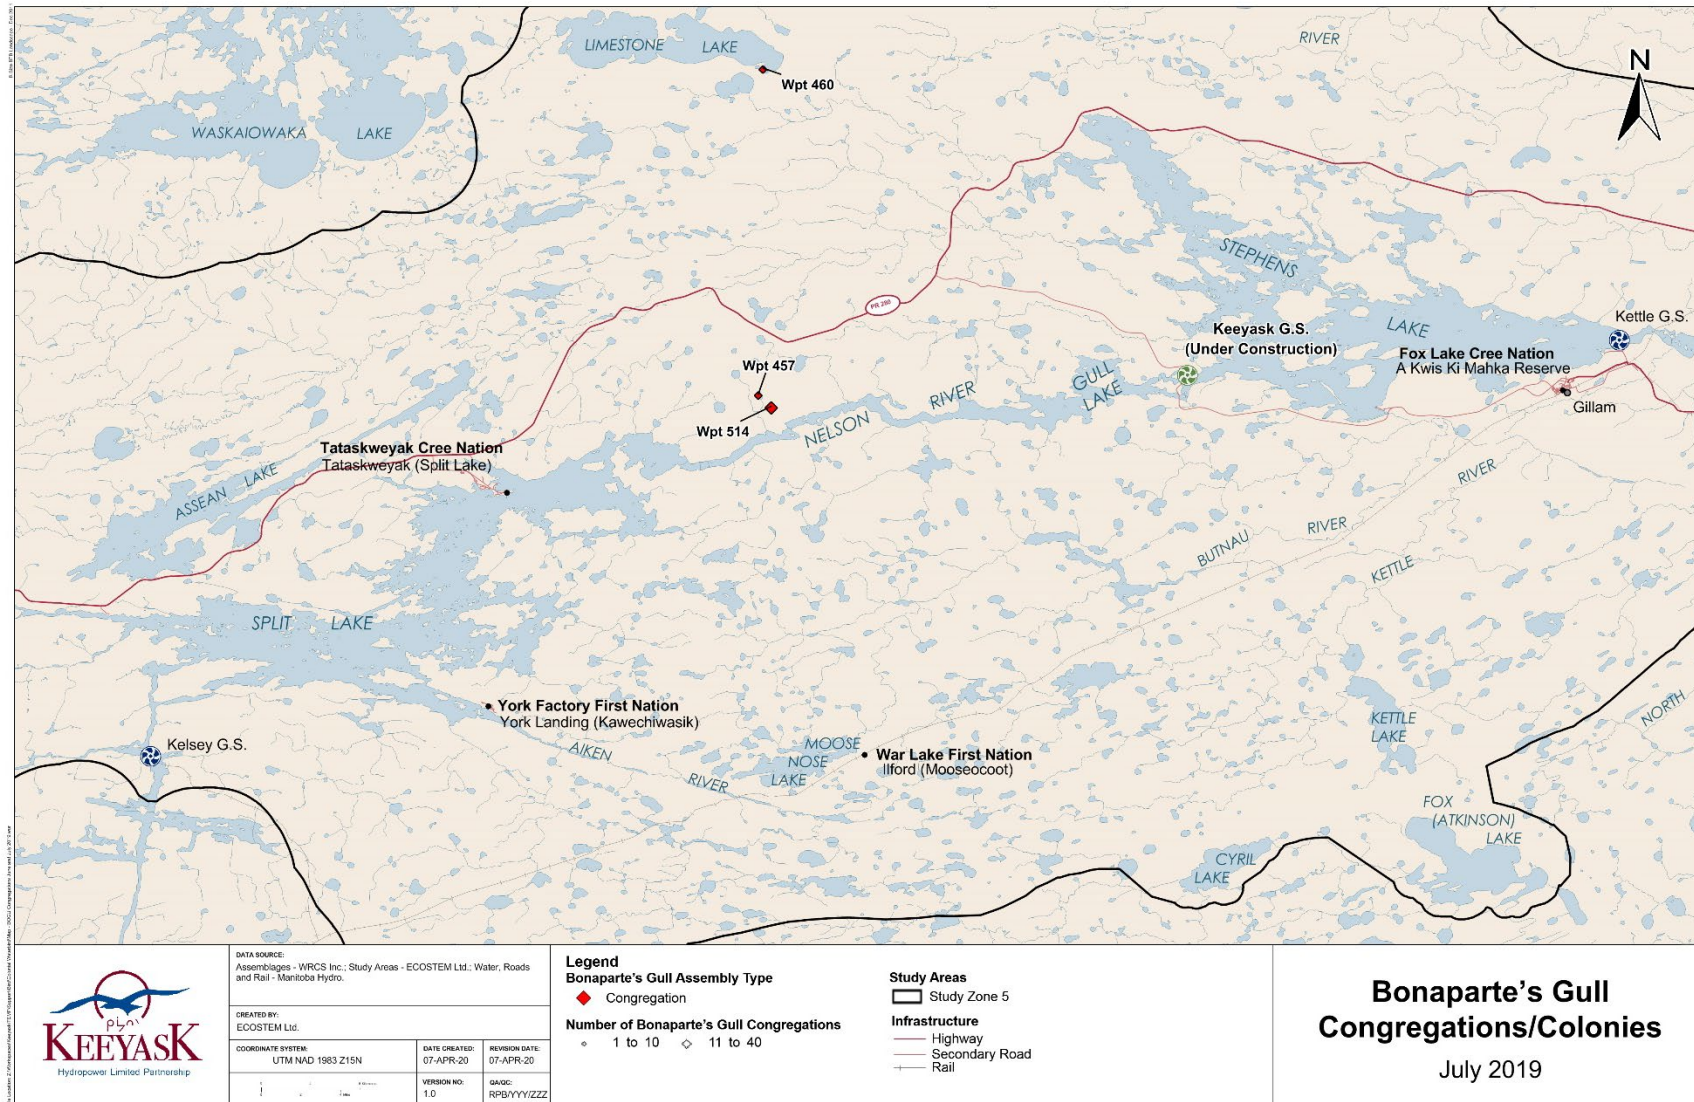 LIMESTONE LAKE
RIVER
N
Wpt 460
WASKAIOWAKA LAKE
STEPHENS
PR 280
LAKE
Kettle G.S.
Keeyask G.S.
(Under Construction)
Fox Lake Cree Nation
A Kwis Ki Mahka Reserve
Gillam
Wpt 457
GULL
LAKE
NELSON RIVER
Wpt 514
Tataskweyak Cree Nation
Tataskweyak (Split Lake)
ASSEAN LAKE
RIVER
BUTNAU RIVER
KETTLE
SPLIT LAKE
York Factory First Nation
York Landing (Kawechiwasik)
Kelsey G.S.
AIKEN
RIVER
MOOSE
NOSE
LAKE
War Lake First Nation
Ilford (Mooseocoot)
KETTLE
LAKE
NORTH
FOX
(ATKINSON)
LAKE
CYRIL
LAKE
KEEYASK
Hydropower Limited Partnership
DATA SOURCE:
Assemblages - WRCS Inc.; Study Areas - ECOSTEM Ltd.; Water, Roads
and Rail - Manitoba Hydro.
CREATED BY:
ECOSTEM Ltd.
COORDINATE SYSTEM:
UTM NAD 1983 Z15N
DATE CREATED:
07-APR-20
REVISION DATE:
07-APR-20
VERSION NO:
1.0
QA/QC:
RPB/YYY/ZZZ
Legend
Bonaparte's Gull Assembly Type
Congregation
Number of Bonaparte's Gull Congregations
1 to 10 11 to 40
Study Areas
Study Zone 5
Infrastructure
Highway
Secondary Road
Rail
Bonaparte's Gull
Congregations/Colonies
July 2019